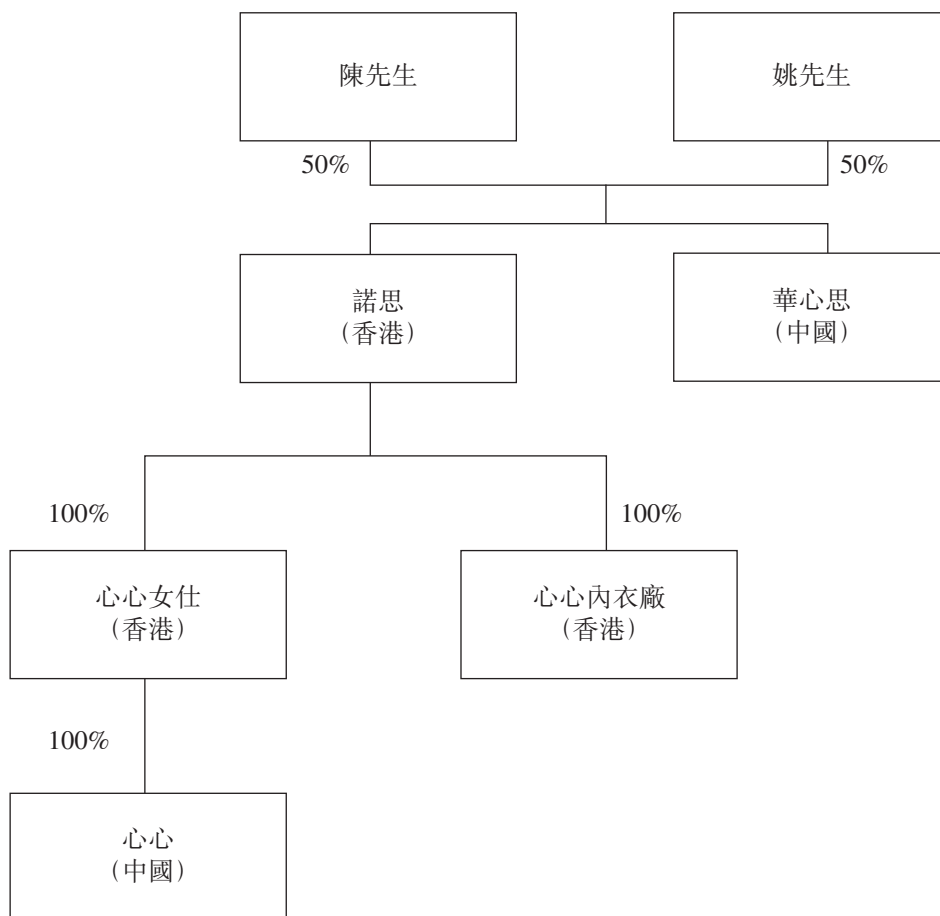 陳先生
姚先生
50%
50%
諾思
（香港）
華心思
（中國）
100%
100%
心心女仕
（香港）
心心內衣廠
（香港）
100%
心心
（中國）